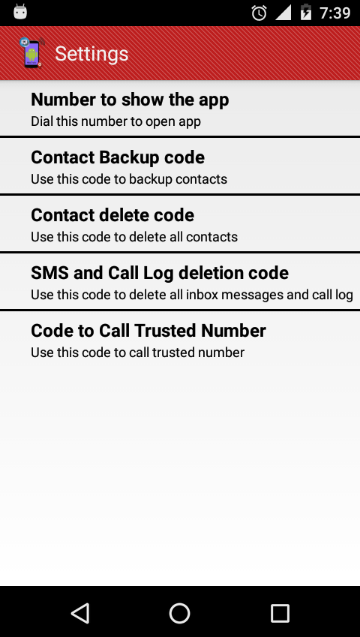 7:39
Settings
Number to show the app
Dial this number to open app
Contact Backup code
Use this code to backup contacts
Contact delete code
Use this code to delete all contacts
SMS and Call Log deletion code
Use this code to delete all inbox messages and call log
Code to Call Trusted Number
Use this code to call trusted number